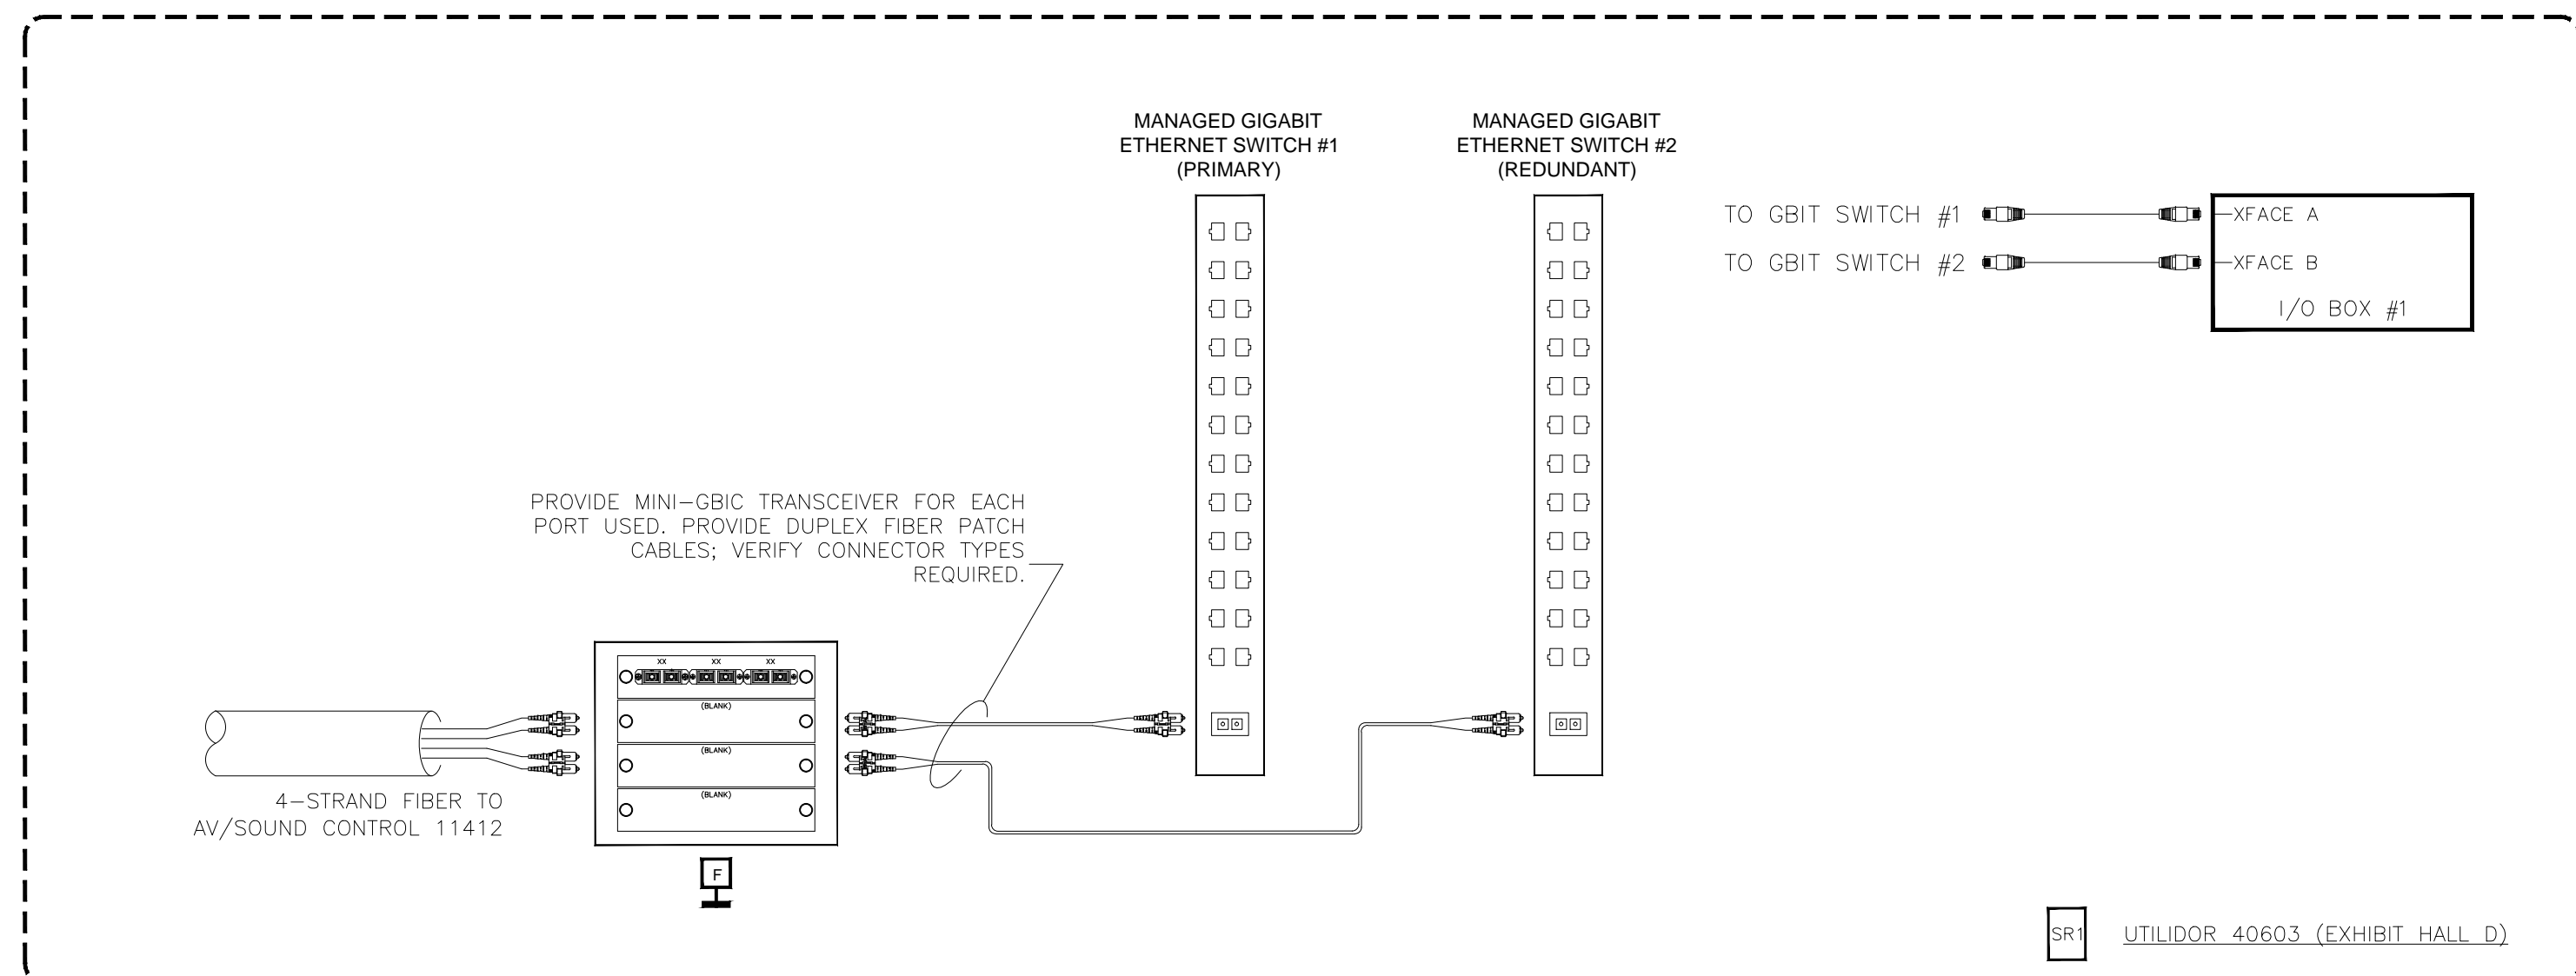 MANAGED GIGABIT
ETHERNET SWITCH #1
(PRIMARY)
MANAGED GIGABIT
ETHERNET SWITCH #2
(REDUNDANT)
TO GBIT SWITCH #1
XFACE A
TO GBIT SWITCH #2
XFACE B
I/O BOX #1
PROVIDE MINI-GBIC TRANSCEIVER FOR EACH
PORT USED. PROVIDE DUPLEX FIBER PATCH
CABLES; VERIFY CONNECTOR TYPES
REQUIRED.
XX XX XX
(BLANK)
(BLANK)
(BLANK)
4-STRAND FIBER TO
AV/SOUND CONTROL 11412
F
SR1
UTILIDOR 40603 (EXHIBIT HALL D)